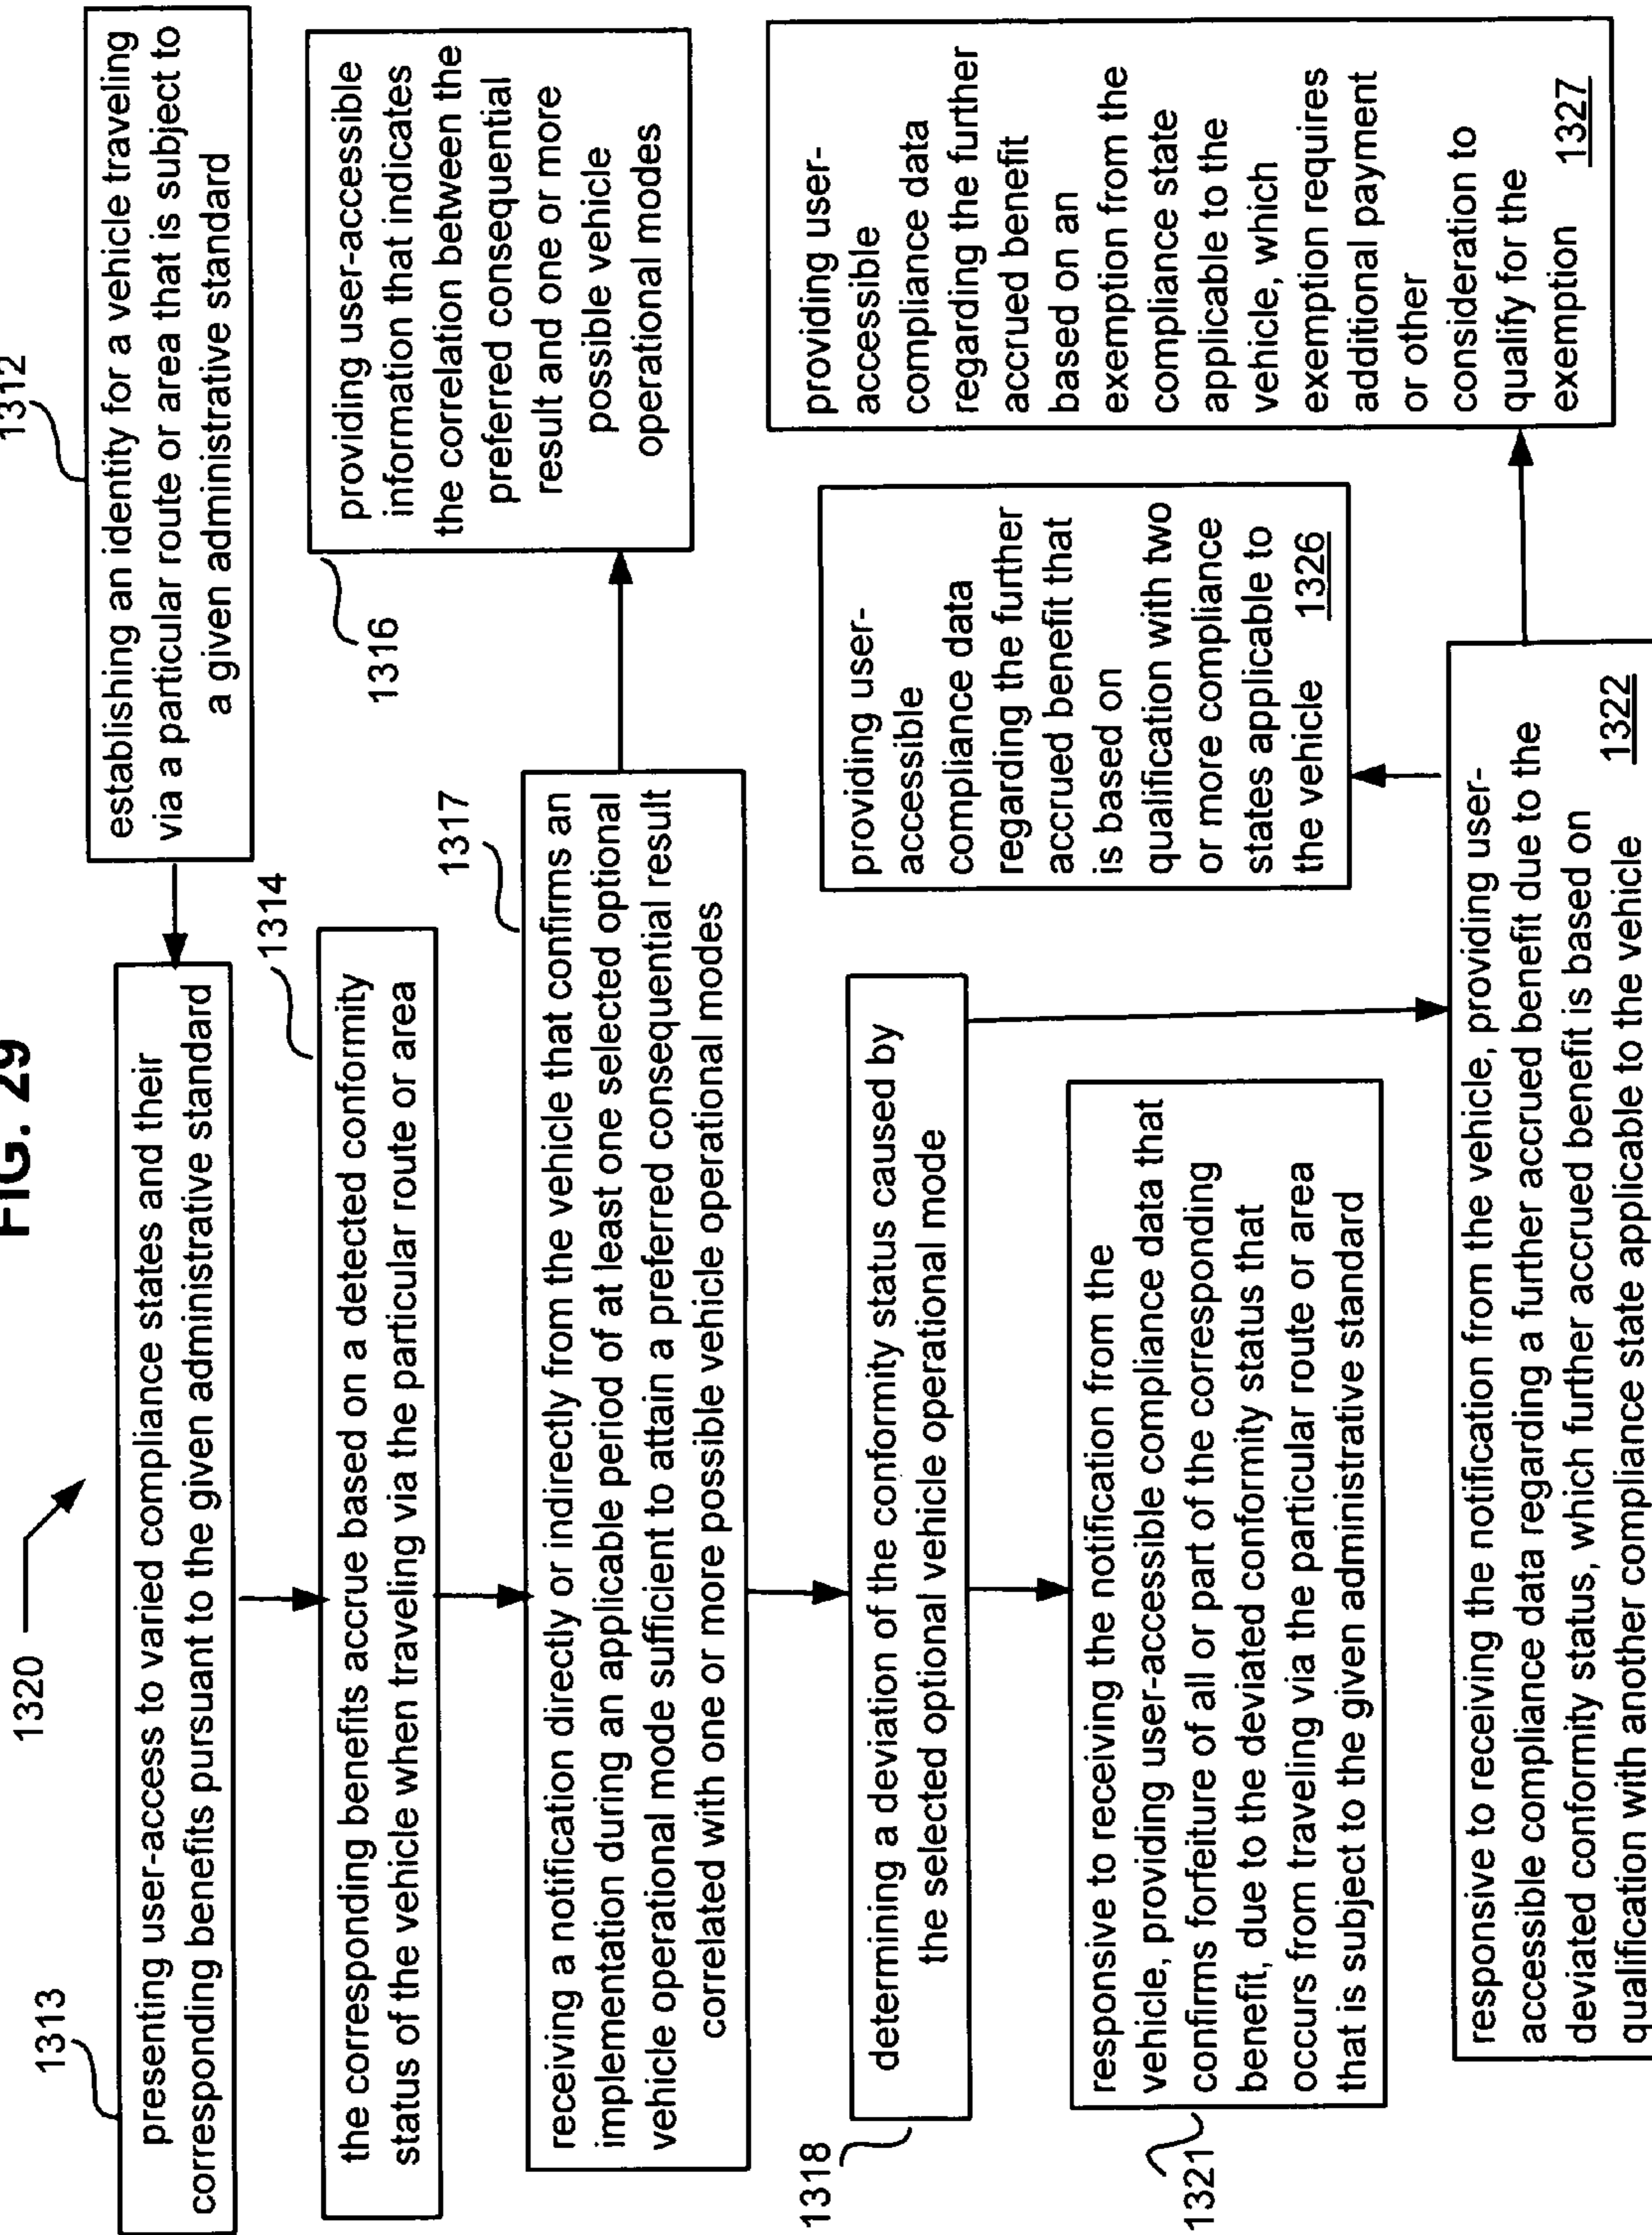 FIG. 29
1320
1312
establishing an identity for a vehicle traveling
via a particular route or area that is subject to
a given administrative standard
1313
presenting user-access to varied compliance states and their
corresponding benefits pursuant to the given administrative standard
1314
the corresponding benefits accrue based on a detected conformity
status of the vehicle when traveling via the particular route or area
1316
providing user-accessible
information that indicates
the correlation between the
preferred consequential
result and one or more
possible vehicle
operational modes
1317
receiving a notification directly or indirectly from the vehicle that confirms an
implementation during an applicable period of at least one selected optional
vehicle operational mode sufficient to attain a preferred consequential result
correlated with one or more possible vehicle operational modes
1318
determining a deviation of the conformity status caused by
the selected optional vehicle operational mode
1321
responsive to receiving the notification from the
vehicle, providing user-accessible compliance data that
confirms forfeiture of all or part of the corresponding
benefit, due to the deviated conformity status that
occurs from traveling via the particular route or area
that is subject to the given administrative standard
providing user-
accessible
compliance data
regarding the further
accrued benefit that
is based on
qualification with two
or more compliance
states applicable to
the vehicle 1326
providing user-
accessible
compliance data
regarding the further
accrued benefit
based on an
exemption from the
compliance state
applicable to the
vehicle, which
exemption requires
additional payment
or other
consideration to
qualify for the
exemption 1327
responsive to receiving the notification from the vehicle, providing user-
accessible compliance data regarding a further accrued benefit due to the
deviated conformity status, which further accrued benefit is based on
qualification with another compliance state applicable to the vehicle 1322